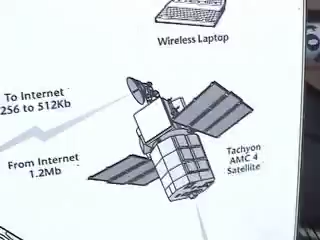 Wireless Laptop
To Internet
256 to 512Kb
From Internet
1.2Mb
Tachyon
AMC 4
Satellite